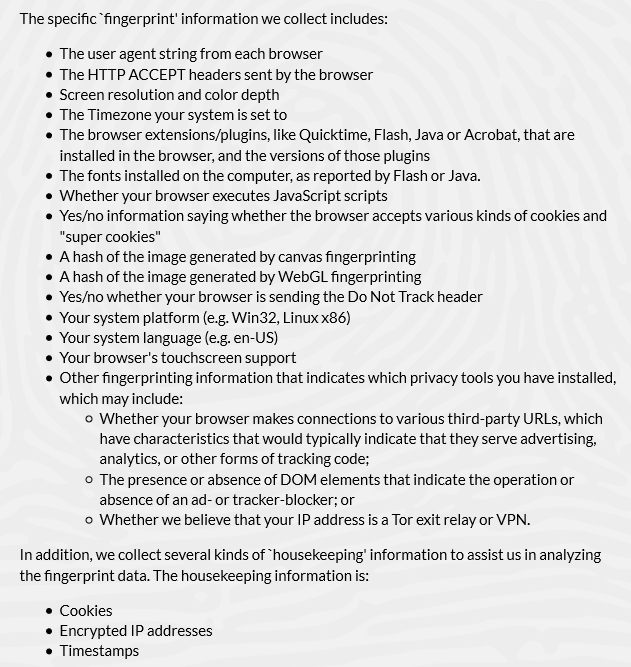 The specific `fingerprint' information we collect includes:
The user agent string from each browser
The HTTP ACCEPT headers sent by the browser
Screen resolution and color depth
The Timezone your system is set to
The browser extensions/plugins, like Quicktime, Flash, Java or Acrobat, that are
installed in the browser, and the versions of those plugins
The fonts installed on the computer, as reported by Flash or Java.
Whether your browser executes JavaScript scripts
Yes/no information saying whether the browser accepts various kinds of cookies and
"super cookies"
A hash of the image generated by canvas fingerprinting
A hash of the image generated by WebGL fingerprinting
Yes/no whether your browser is sending the Do Not Track header
Your system platform (e.g. Win32, Linux x86)
Your system language (e.g. en-US)
Your browser's touchscreen support
Other fingerprinting information that indicates which privacy tools you have installed,
which may include:
Whether your browser makes connections to various third-party URLs, which
have characteristics that would typically indicate that they serve advertising,
analytics, or other forms of tracking code;
The presence or absence of DOM elements that indicate the operation or
absence of an ad- or tracker-blocker; or
Whether we believe that your IP address is a Tor exit relay or VPN.
In addition, we collect several kinds of `housekeeping' information to assist us in analyzing
the fingerprint data. The housekeeping information is:
Cookies
Encrypted IP addresses
Timestamps